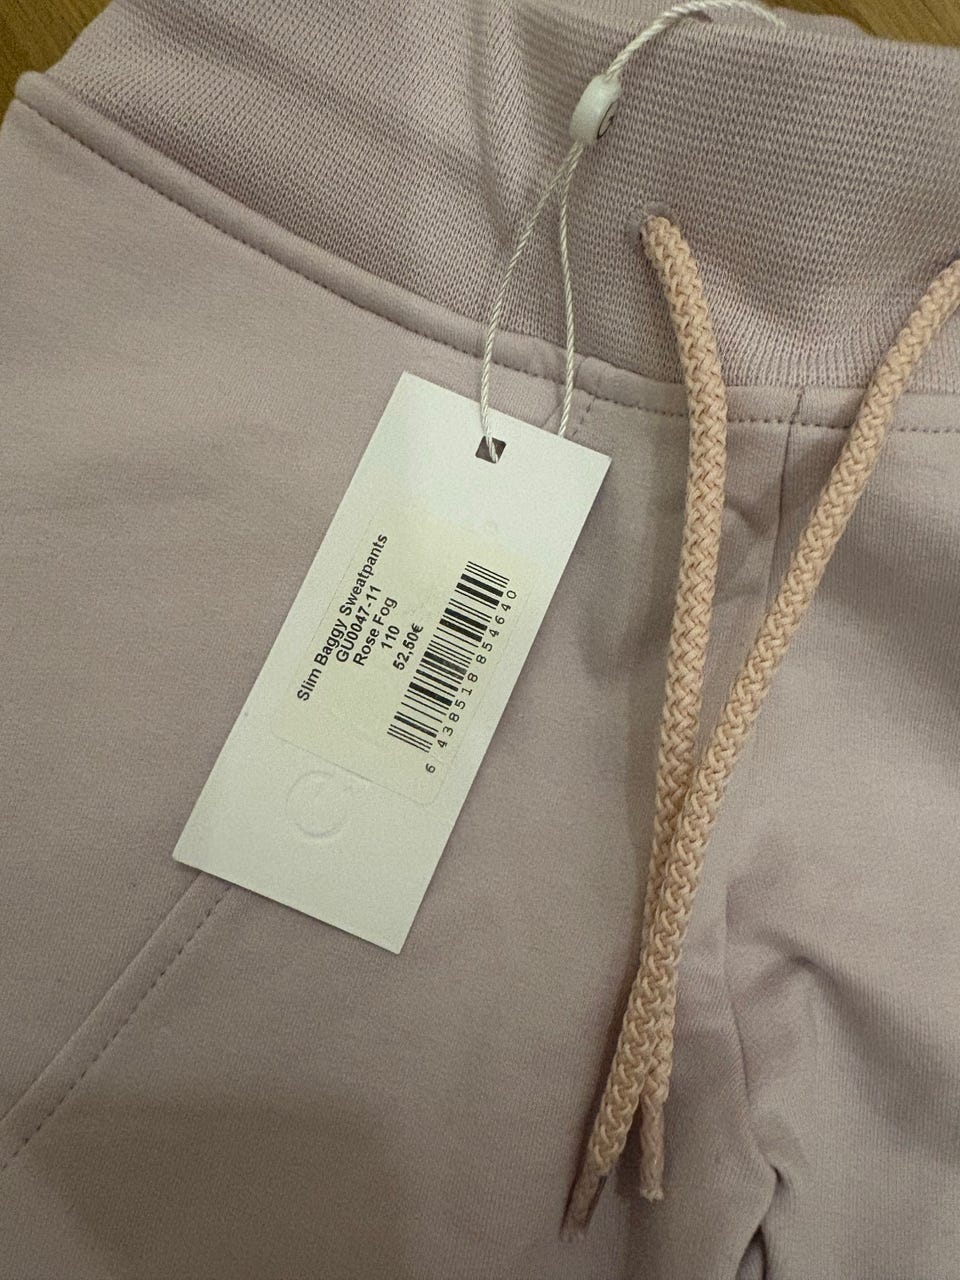 Slim Baggy Sweatpants
GU0047-11
Rose Fog
110
52,50€
6 438518 854640